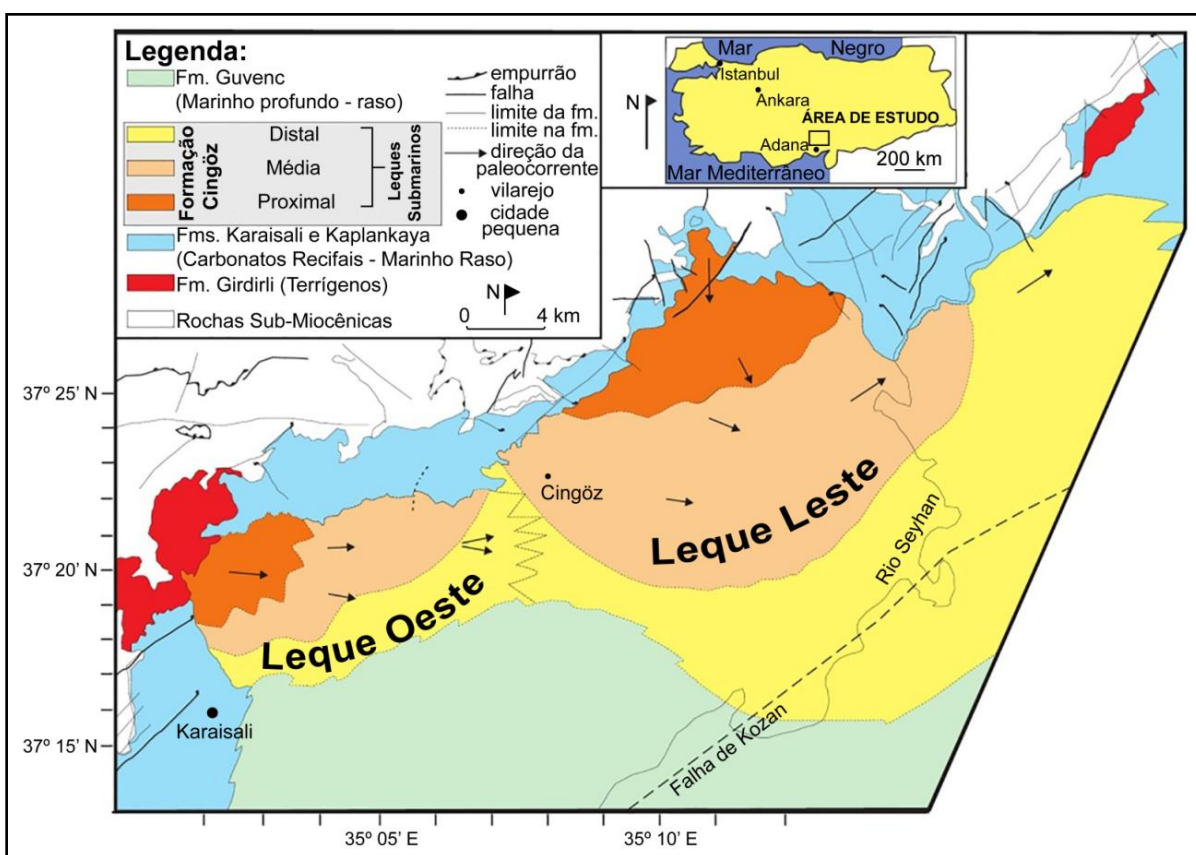 Legenda:
Fm. Guvenc
(Marinho profundo - raso)
Formação
Cingöz
Distal
Média
Proximal
Leques
Submarinos
Fms. Karaisali e Kaplankaya
(Carbonatos Recifais - Marinho Raso)
Fm. Girdirli (Terrígenos)
Rochas Sub-Miocênicas
empurrão
falha
limite da fm.
limite na fm.
direção da
paleocorrente
vilarejo
cidade
pequena
N
0 4 km
N
Mar Negro
Istanbul
Ankara
ÁREA DE ESTUDO
Adana
200 km
Mar Mediterrâneo
37º 25' N
37º 20' N
37º 15' N
Cingöz
Leque Leste
Leque Oeste
Rio Seyhan
Karaisali
Falha de Kozan
35º 05' E
35º 10' E